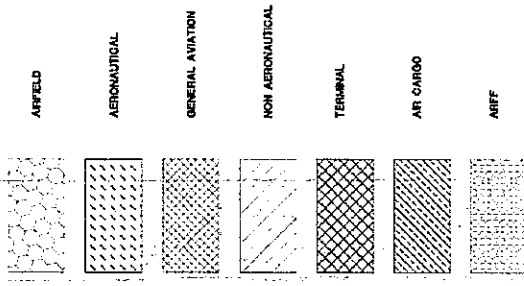 AIRFIELD
AERONAUTICAL
GENERAL AVIATION
NON AERONAUTICAL
TERMINAL
AIR CARGO
ARFF